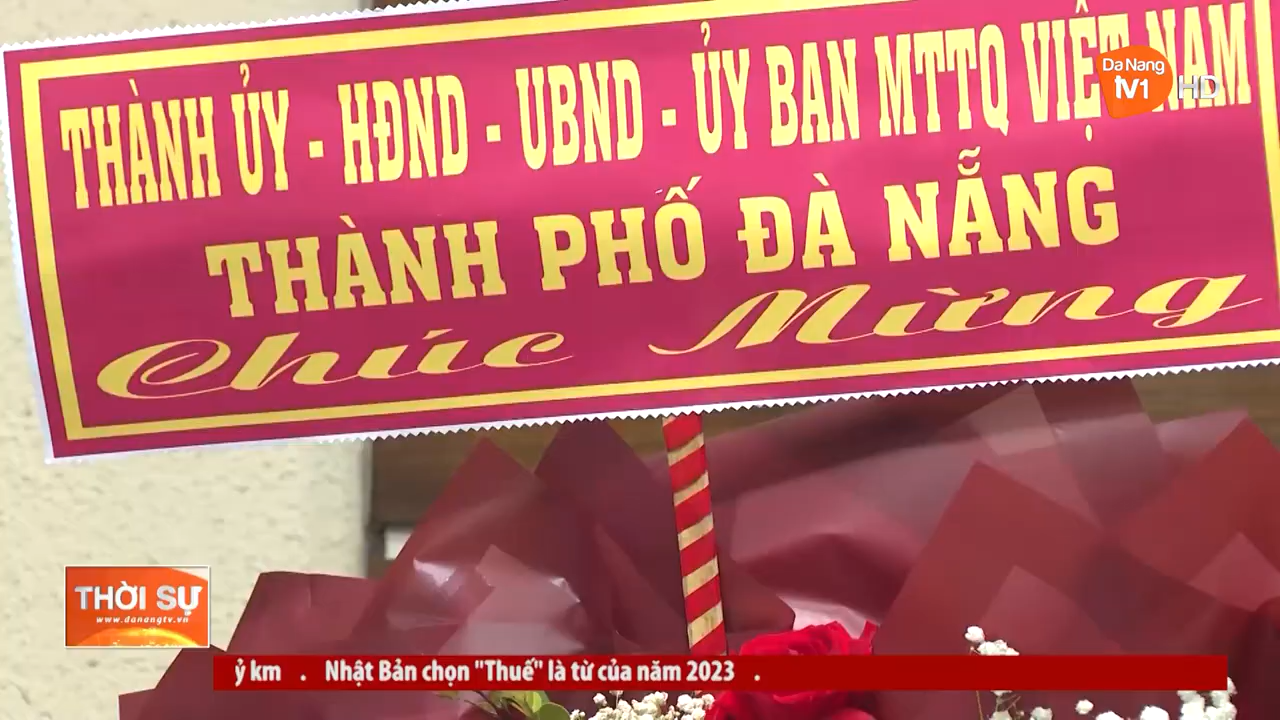 THÀNH ỦY - HĐND - UBND - ỦY BAN MTTQ VIỆT NAM
THÀNH PHỐ ĐÀ NẴNG
Chúc Mừng
Da Nang
tv1 HD
THỜI SỰ
www.danangtv.vn
ỷ km . Nhật Bản chọn "Thuế" là từ của năm 2023 .